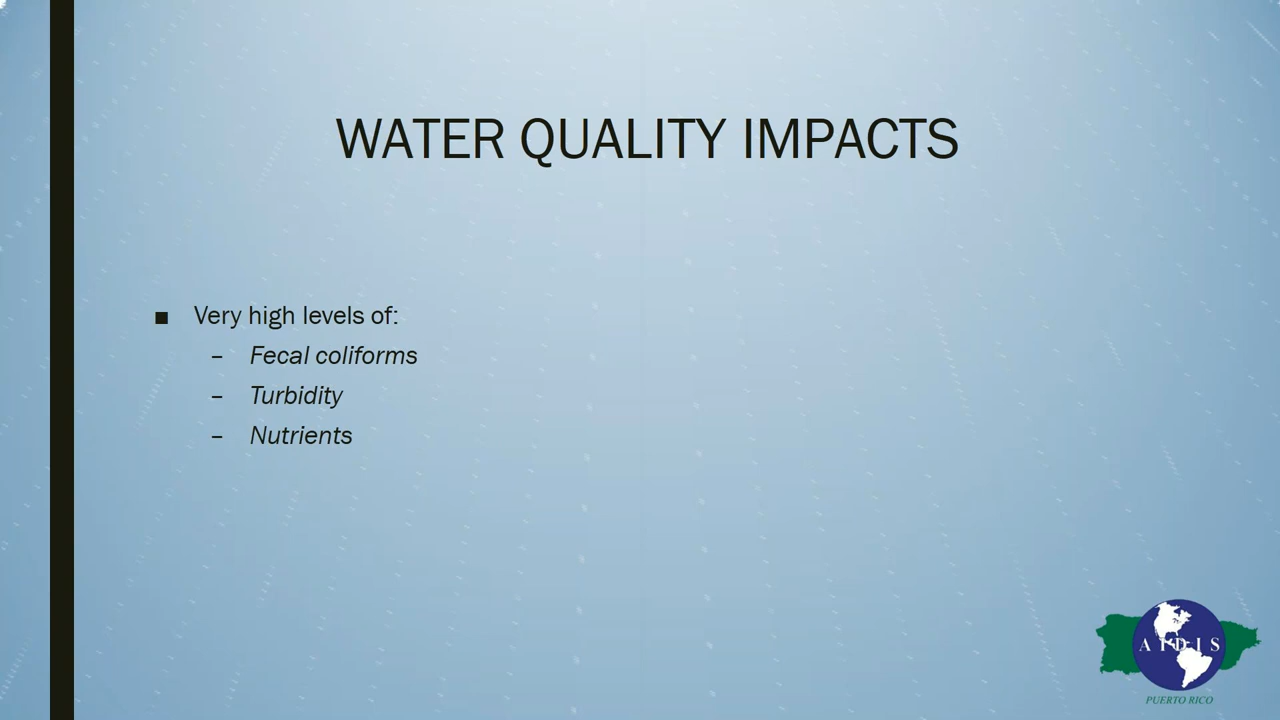 WATER QUALITY IMPACTS
■ Very high levels of:
– Fecal coliforms
– Turbidity
– Nutrients
AIDIS
PUERTO RICO